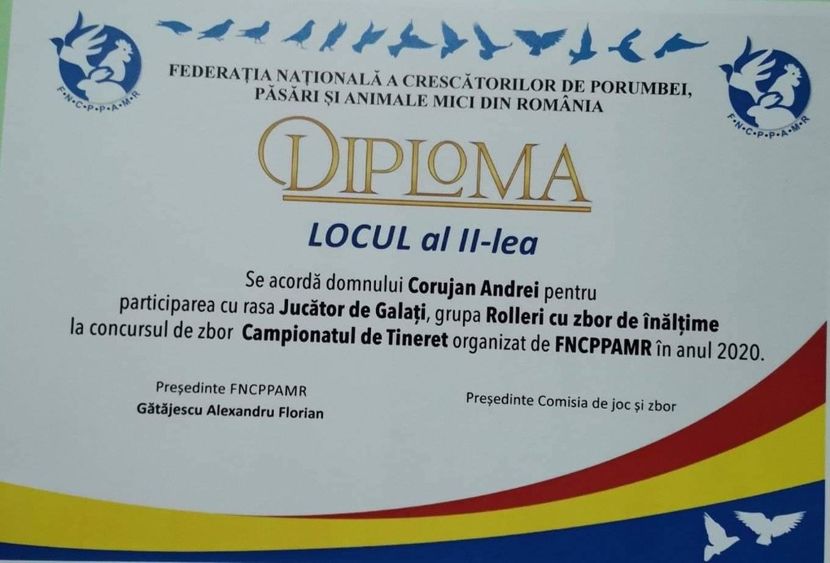 FEDERAȚIA NAȚIONALĂ A CRESCĂTORILOR DE PORUMBEI,
PĂSĂRI ȘI ANIMALE MICI DIN ROMÂNIA
F·N·C·P·P·A·M·R
F·N·C·P·P·A·M·R
DIPLOMA
LOCUL al II-lea
Se acordă domnului Corujan Andrei pentru
participarea cu rasa Jucător de Galați, grupa Rolleri cu zbor de înălțime
la concursul de zbor Campionatul de Tineret organizat de FNCPPAMR în anul 2020.
Președinte FNCPPAMR
Gătăjescu Alexandru Florian
Președinte Comisia de joc și zbor